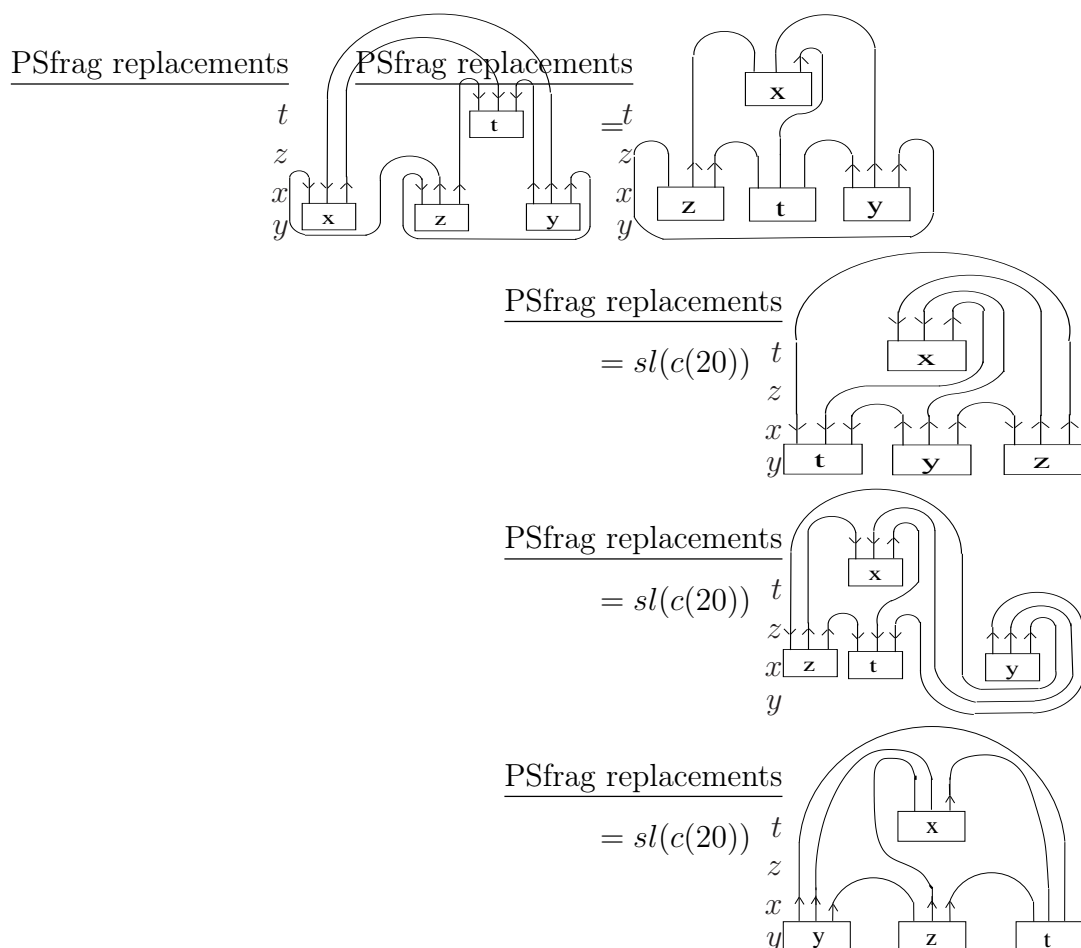 PSfrag replacements
t
z
x
y
x
t
z
y
=
PSfrag replacements
t
z
x
y
x
z
t
y
PSfrag replacements
= sl(c(20))
t
z
x
y
x
t
y
z
PSfrag replacements
= sl(c(20))
t
z
x
y
x
z
t
y
PSfrag replacements
= sl(c(20))
t
z
x
y
x
y
z
t